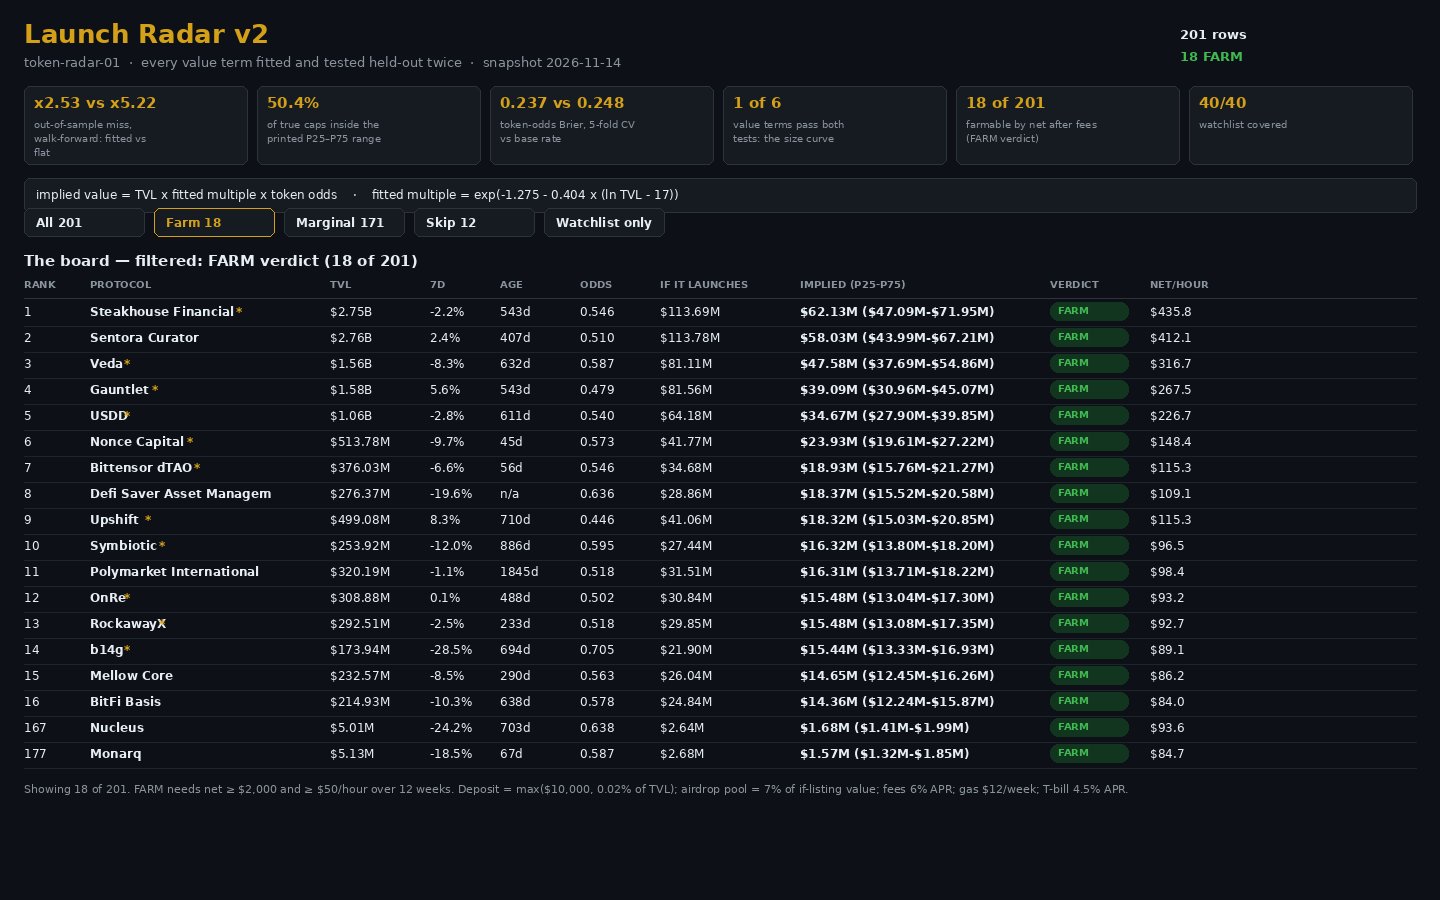 Launch Radar v2
201 rows
token-radar-01 · every value term fitted and tested held-out twice · snapshot 2026-11-14
18 FARM
x2.53 vs x5.22
out-of-sample miss,
walk-forward: fitted vs
flat
50.4%
of true caps inside the
printed P25–P75 range
0.237 vs 0.248
token-odds Brier, 5-fold CV
vs base rate
1 of 6
value terms pass both
tests: the size curve
18 of 201
farmable by net after fees
(FARM verdict)
40/40
watchlist covered
implied value = TVL x fitted multiple x token odds · fitted multiple = exp(-1.275 - 0.404 x (ln TVL - 17))
All 201 Farm 18 Marginal 171 Skip 12 Watchlist only
The board — filtered: FARM verdict (18 of 201)
RANK PROTOCOL TVL 7D AGE ODDS IF IT LAUNCHES IMPLIED (P25-P75) VERDICT NET/HOUR
1 Steakhouse Financial * $2.75B -2.2% 543d 0.546 $113.69M $62.13M ($47.09M-$71.95M) FARM $435.8
2 Sentora Curator $2.76B 2.4% 407d 0.510 $113.78M $58.03M ($43.99M-$67.21M) FARM $412.1
3 Veda * $1.56B -8.3% 632d 0.587 $81.11M $47.58M ($37.69M-$54.86M) FARM $316.7
4 Gauntlet * $1.58B 5.6% 543d 0.479 $81.56M $39.09M ($30.96M-$45.07M) FARM $267.5
5 USDD * $1.06B -2.8% 611d 0.540 $64.18M $34.67M ($27.90M-$39.85M) FARM $226.7
6 Nonce Capital * $513.78M -9.7% 45d 0.573 $41.77M $23.93M ($19.61M-$27.22M) FARM $148.4
7 Bittensor dTAO * $376.03M -6.6% 56d 0.546 $34.68M $18.93M ($15.76M-$21.27M) FARM $115.3
8 Defi Saver Asset Managem $276.37M -19.6% n/a 0.636 $28.86M $18.37M ($15.52M-$20.58M) FARM $109.1
9 Upshift * $499.08M 8.3% 710d 0.446 $41.06M $18.32M ($15.03M-$20.85M) FARM $115.3
10 Symbiotic * $253.92M -12.0% 886d 0.595 $27.44M $16.32M ($13.80M-$18.20M) FARM $96.5
11 Polymarket International $320.19M -1.1% 1845d 0.518 $31.51M $16.31M ($13.71M-$18.22M) FARM $98.4
12 OnRe * $308.88M 0.1% 488d 0.502 $30.84M $15.48M ($13.04M-$17.30M) FARM $93.2
13 RockawayX * $292.51M -2.5% 233d 0.518 $29.85M $15.48M ($13.08M-$17.35M) FARM $92.7
14 b14g * $173.94M -28.5% 694d 0.705 $21.90M $15.44M ($13.33M-$16.93M) FARM $89.1
15 Mellow Core $232.57M -8.5% 290d 0.563 $26.04M $14.65M ($12.45M-$16.26M) FARM $86.2
16 BitFi Basis $214.93M -10.3% 638d 0.578 $24.84M $14.36M ($12.24M-$15.87M) FARM $84.0
167 Nucleus $5.01M -24.2% 703d 0.638 $2.64M $1.68M ($1.41M-$1.99M) FARM $93.6
177 Monarq $5.13M -18.5% 67d 0.587 $2.68M $1.57M ($1.32M-$1.85M) FARM $84.7
Showing 18 of 201. FARM needs net ≥ $2,000 and ≥ $50/hour over 12 weeks. Deposit = max($10,000, 0.02% of TVL); airdrop pool = 7% of if-listing value; fees 6% APR; gas $12/week; T-bill 4.5% APR.